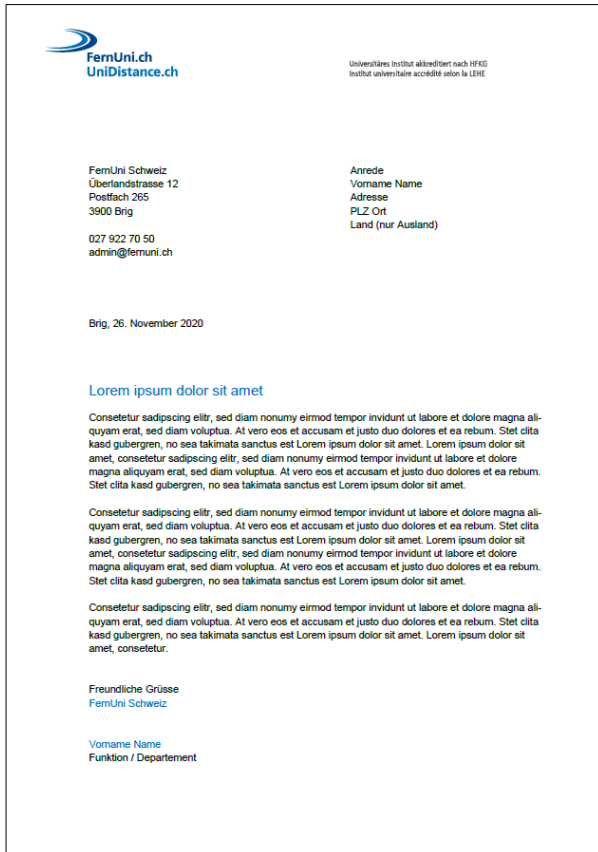 FernUni.ch
UniDistance.ch
Universitäres Institut akkreditiert nach HFKG
Institut universitaire accrédité selon la LEHE
FernUni Schweiz
Überlandstrasse 12
Postfach 265
3900 Brig
027 922 70 50
admin@fernuni.ch
Anrede
Vorname Name
Adresse
PLZ Ort
Land (nur Ausland)
Brig, 26. November 2020
Lorem ipsum dolor sit amet
Consetetur sadipscing elitr, sed diam nonumy eirmod tempor invidunt ut labore et dolore magna ali-
quyam erat, sed diam voluptua. At vero eos et accusam et justo duo dolores et ea rebum. Stet clita
kasd gubergren, no sea takimata sanctus est Lorem ipsum dolor sit amet. Lorem ipsum dolor sit
amet, consetetur sadipscing elitr, sed diam nonumy eirmod tempor invidunt ut labore et dolore
magna aliquyam erat, sed diam voluptua. At vero eos et accusam et justo duo dolores et ea rebum.
Stet clita kasd gubergren, no sea takimata sanctus est Lorem ipsum dolor sit amet.
Consetetur sadipscing elitr, sed diam nonumy eirmod tempor invidunt ut labore et dolore magna ali-
quyam erat, sed diam voluptua. At vero eos et accusam et justo duo dolores et ea rebum. Stet clita
kasd gubergren, no sea takimata sanctus est Lorem ipsum dolor sit amet. Lorem ipsum dolor sit
amet, consetetur sadipscing elitr, sed diam nonumy eirmod tempor invidunt ut labore et dolore
magna aliquyam erat, sed diam voluptua. At vero eos et accusam et justo duo dolores et ea rebum.
Stet clita kasd gubergren, no sea takimata sanctus est Lorem ipsum dolor sit amet.
Consetetur sadipscing elitr, sed diam nonumy eirmod tempor invidunt ut labore et dolore magna ali-
quyam erat, sed diam voluptua. At vero eos et accusam et justo duo dolores et ea rebum. Stet clita
kasd gubergren, no sea takimata sanctus est Lorem ipsum dolor sit amet. Lorem ipsum dolor sit
amet, consetetur.
Freundliche Grüsse
FernUni Schweiz
Vorname Name
Funktion / Departement